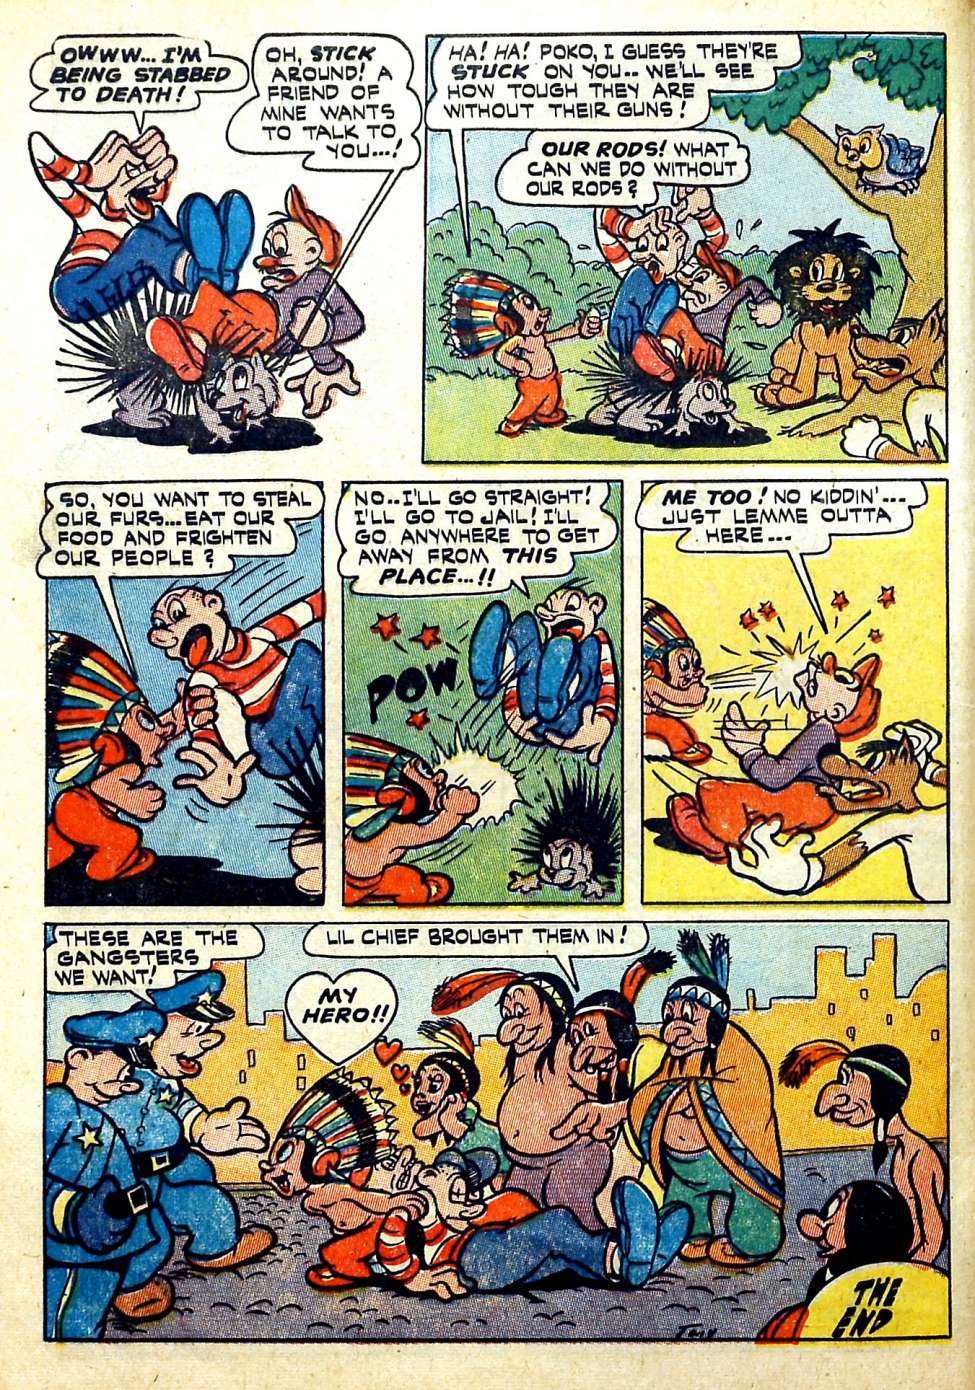 OWWW... I'M
BEING STABBED
TO DEATH!
OH, STICK
AROUND! A
FRIEND OF
MINE WANTS
TO TALK TO
YOU...!
HA! HA! POKO, I GUESS THEY'RE
STUCK ON YOU.. WE'LL SEE
HOW TOUGH THEY ARE
WITHOUT THEIR GUNS!
OUR RODS! WHAT
CAN WE DO WITHOUT
OUR RODS?
SO, YOU WANT TO STEAL
OUR FURS... EAT OUR
FOOD AND FRIGHTEN
OUR PEOPLE?
NO..I'LL GO STRAIGHT!
I'LL GO TO JAIL! I'LL
GO ANYWHERE TO GET
AWAY FROM THIS
PLACE...!!
POW
ME TOO! NO KIDDIN'...
JUST LEMME OUTTA
HERE...
THESE ARE THE
GANGSTERS
WE WANT!
LIL CHIEF BROUGHT THEM IN!
MY
HERO!!
THE
END